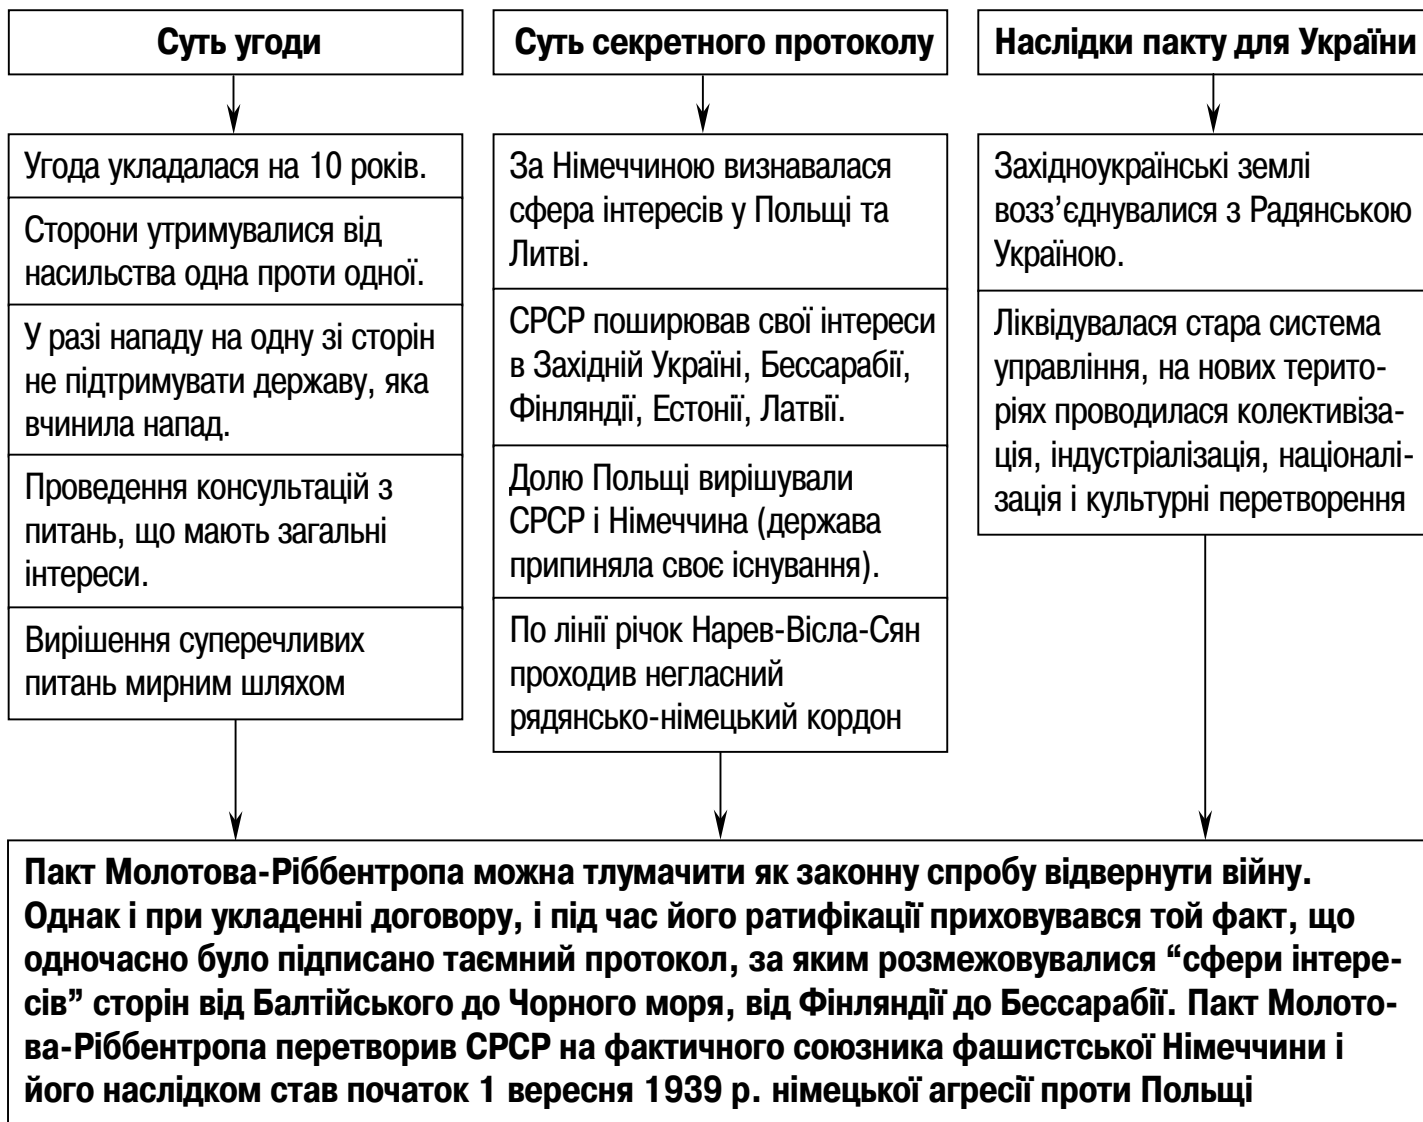 Суть угоди
Угода укладалася на 10 років.
Сторони утримувалися від
насильства одна проти одної.
У разі нападу на одну зі сторін
не підтримувати державу, яка
вчинила напад.
Проведення консультацій з
питань, що мають загальні
інтереси.
Вирішення суперечливих
питань мирним шляхом
Суть секретного протоколу
За Німеччиною визнавалася
сфера інтересів у Польщі та
Литві.
СРСР поширював свої інтереси
в Західній Україні, Бессарабії,
Фінляндії, Естонії, Латвії.
Долю Польщі вирішували
СРСР і Німеччина (держава
припиняла своє існування).
По лінії річок Нарев-Вісла-Сян
проходив негласний
рядянсько-німецький кордон
Наслідки пакту для України
Західноукраїнські землі
возз’єднувалися з Радянською
Україною.
Ліквідувалася стара система
управління, на нових терито-
ріях проводилася колективіза-
ція, індустріалізація, націоналі-
зація і культурні перетворення
Пакт Молотова-Ріббентропа можна тлумачити як законну спробу відвернути війну.
Однак і при укладенні договору, і під час його ратифікації приховувався той факт, що
одночасно було підписано таємний протокол, за яким розмежовувалися “сфери інтере-
сів” сторін від Балтійського до Чорного моря, від Фінляндії до Бессарабії. Пакт Молото-
ва-Ріббентропа перетворив СРСР на фактичного союзника фашистської Німеччини і
його наслідком став початок 1 вересня 1939 р. німецької агресії проти Польщі